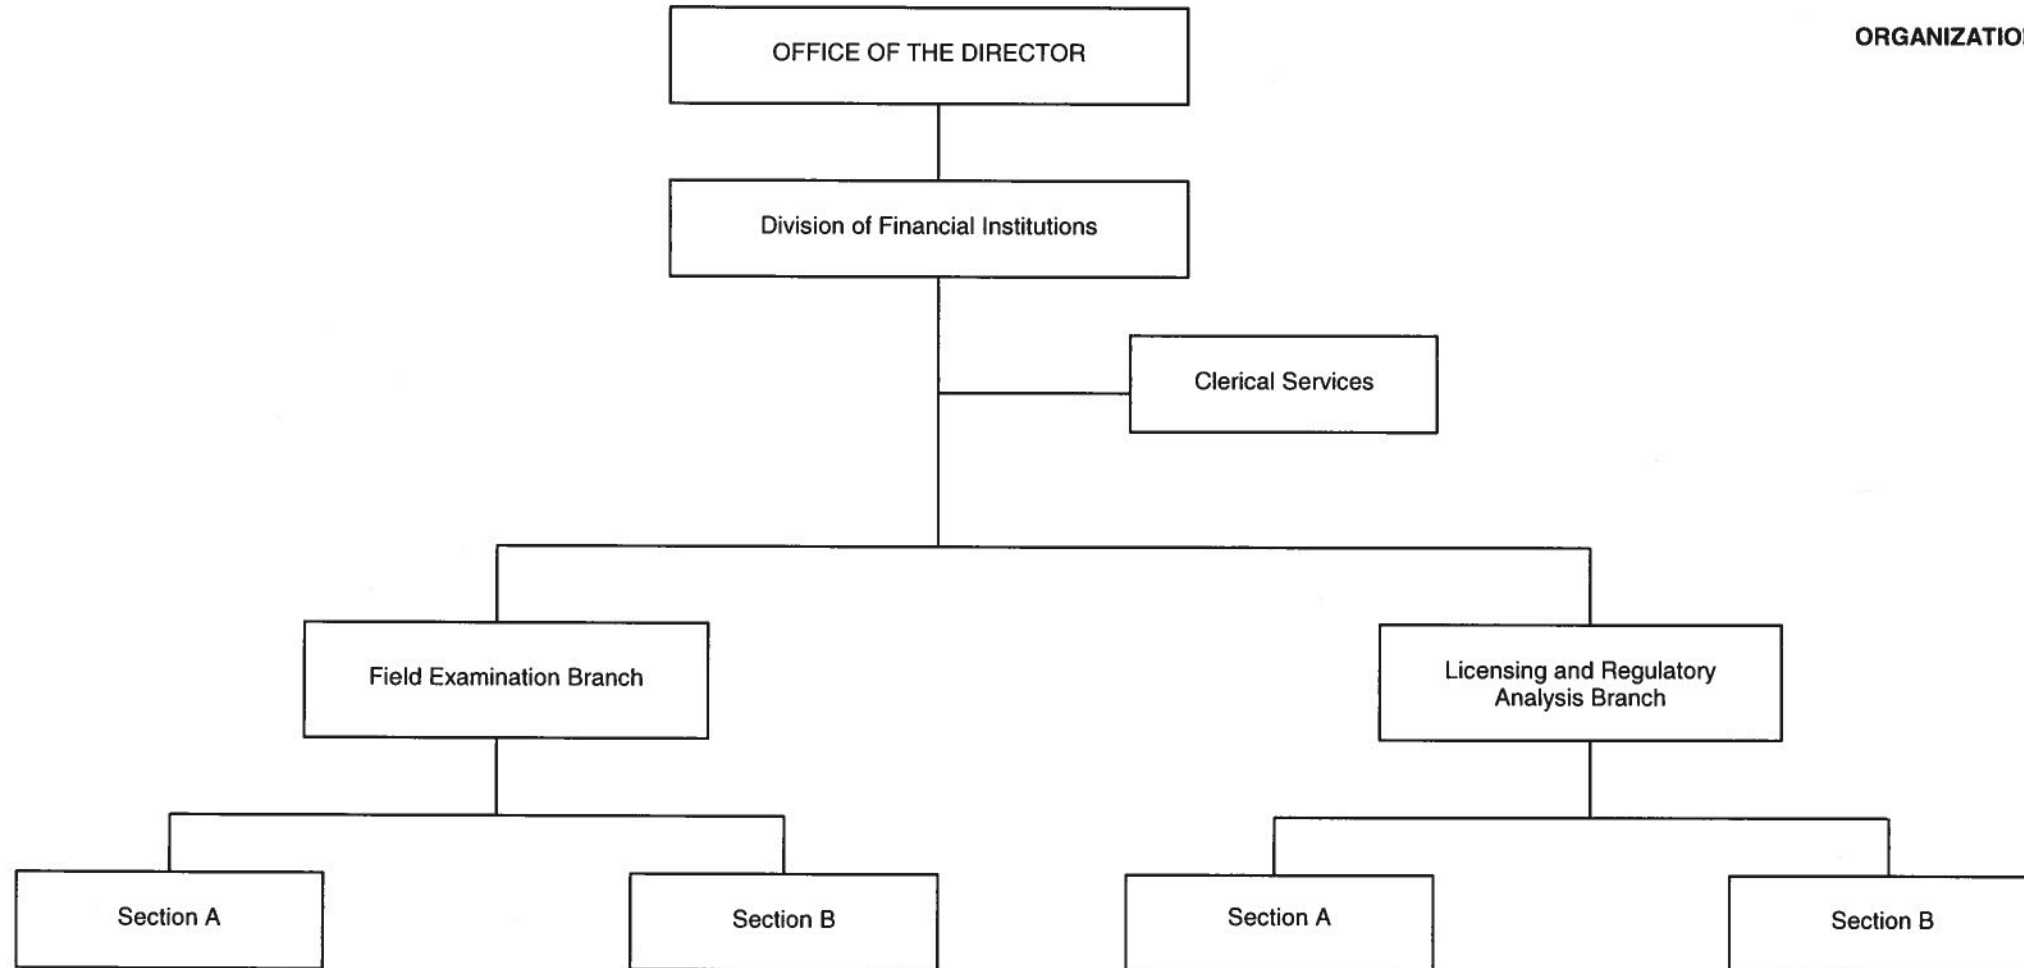 OFFICE OF THE DIRECTOR
Division of Financial Institutions
Clerical Services
Field Examination Branch
Licensing and Regulatory
Analysis Branch
Section A
Section B
Section A
Section B